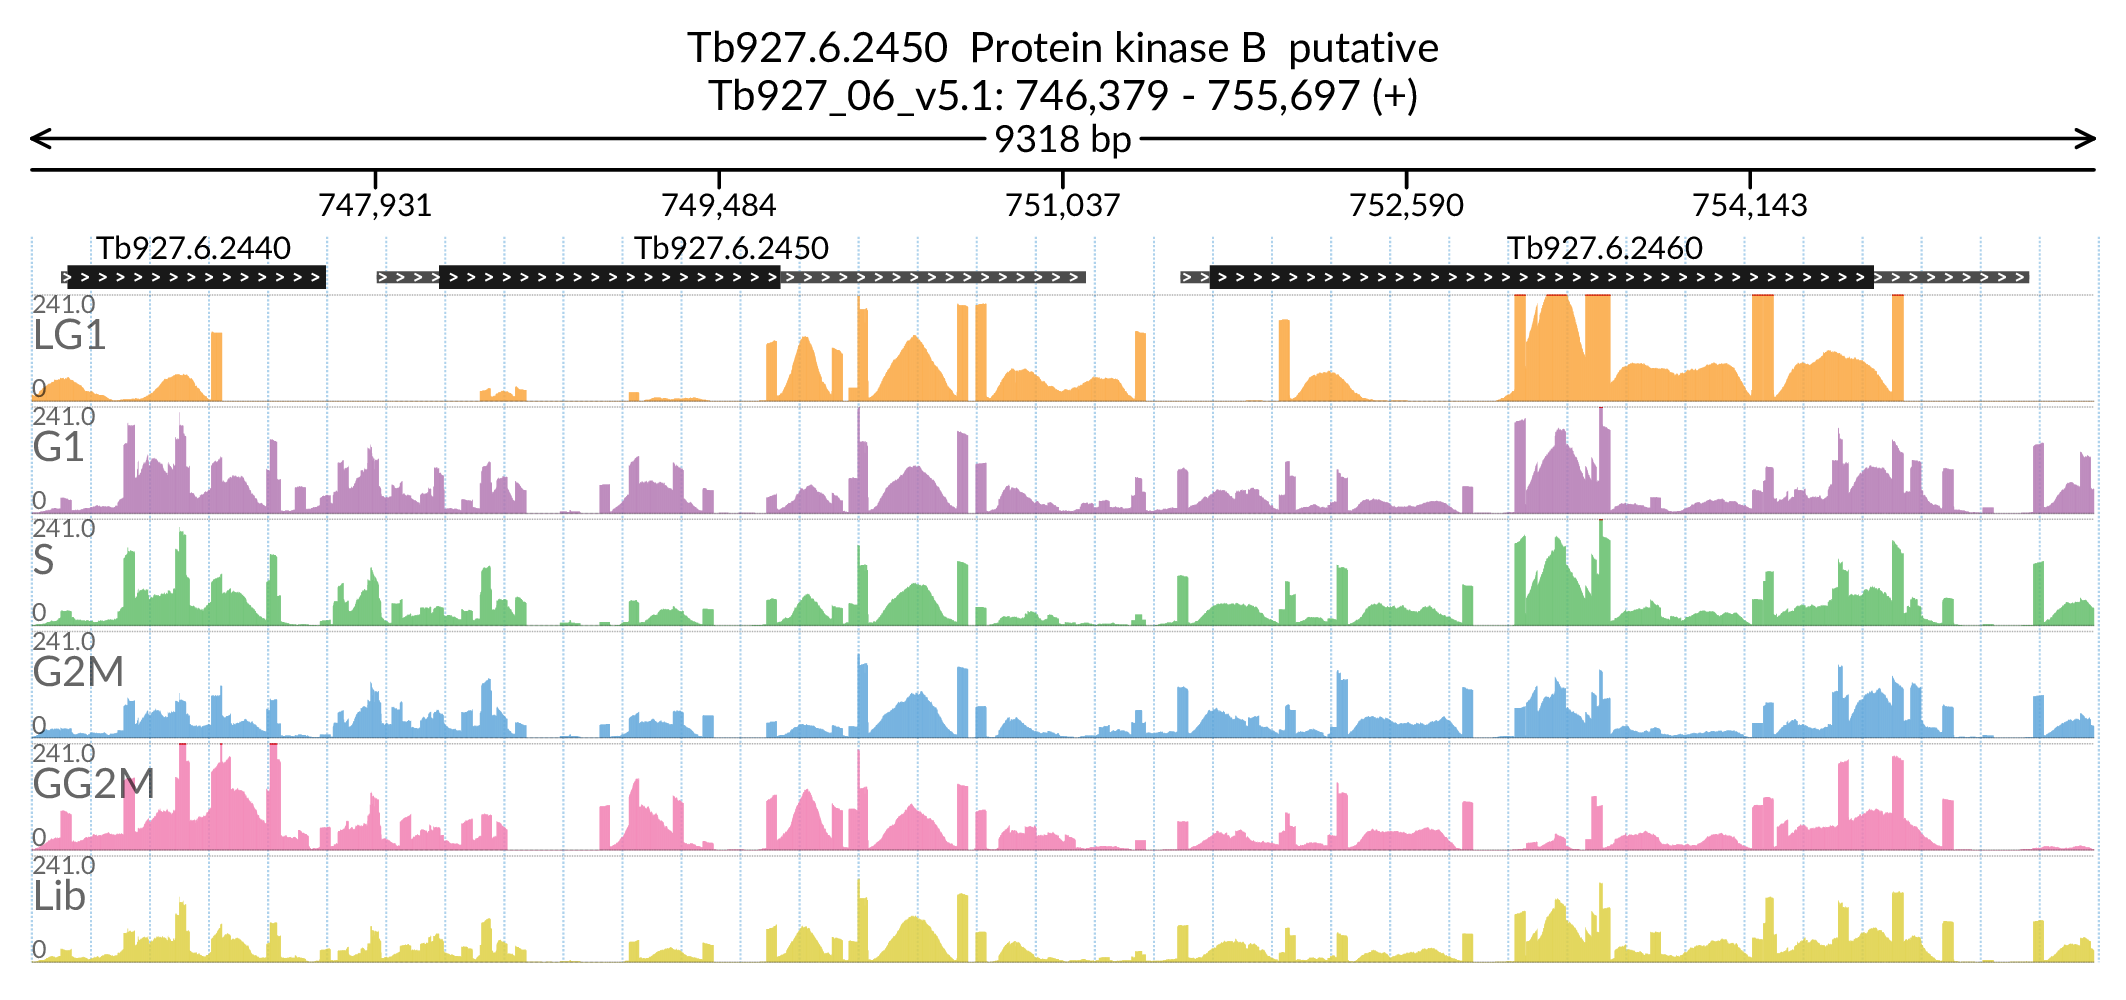 Tb927.6.2450  Protein kinase B  putative
Tb927_06_v5.1: 746,379 - 755,697 (+)
9318 bp
747,931 749,484 751,037 752,590 754,143
Tb927.6.2440 Tb927.6.2450 Tb927.6.2460
241.0
LG1
0
241.0
G1
0
241.0
S
0
241.0
G2M
0
241.0
GG2M
0
241.0
Lib
0